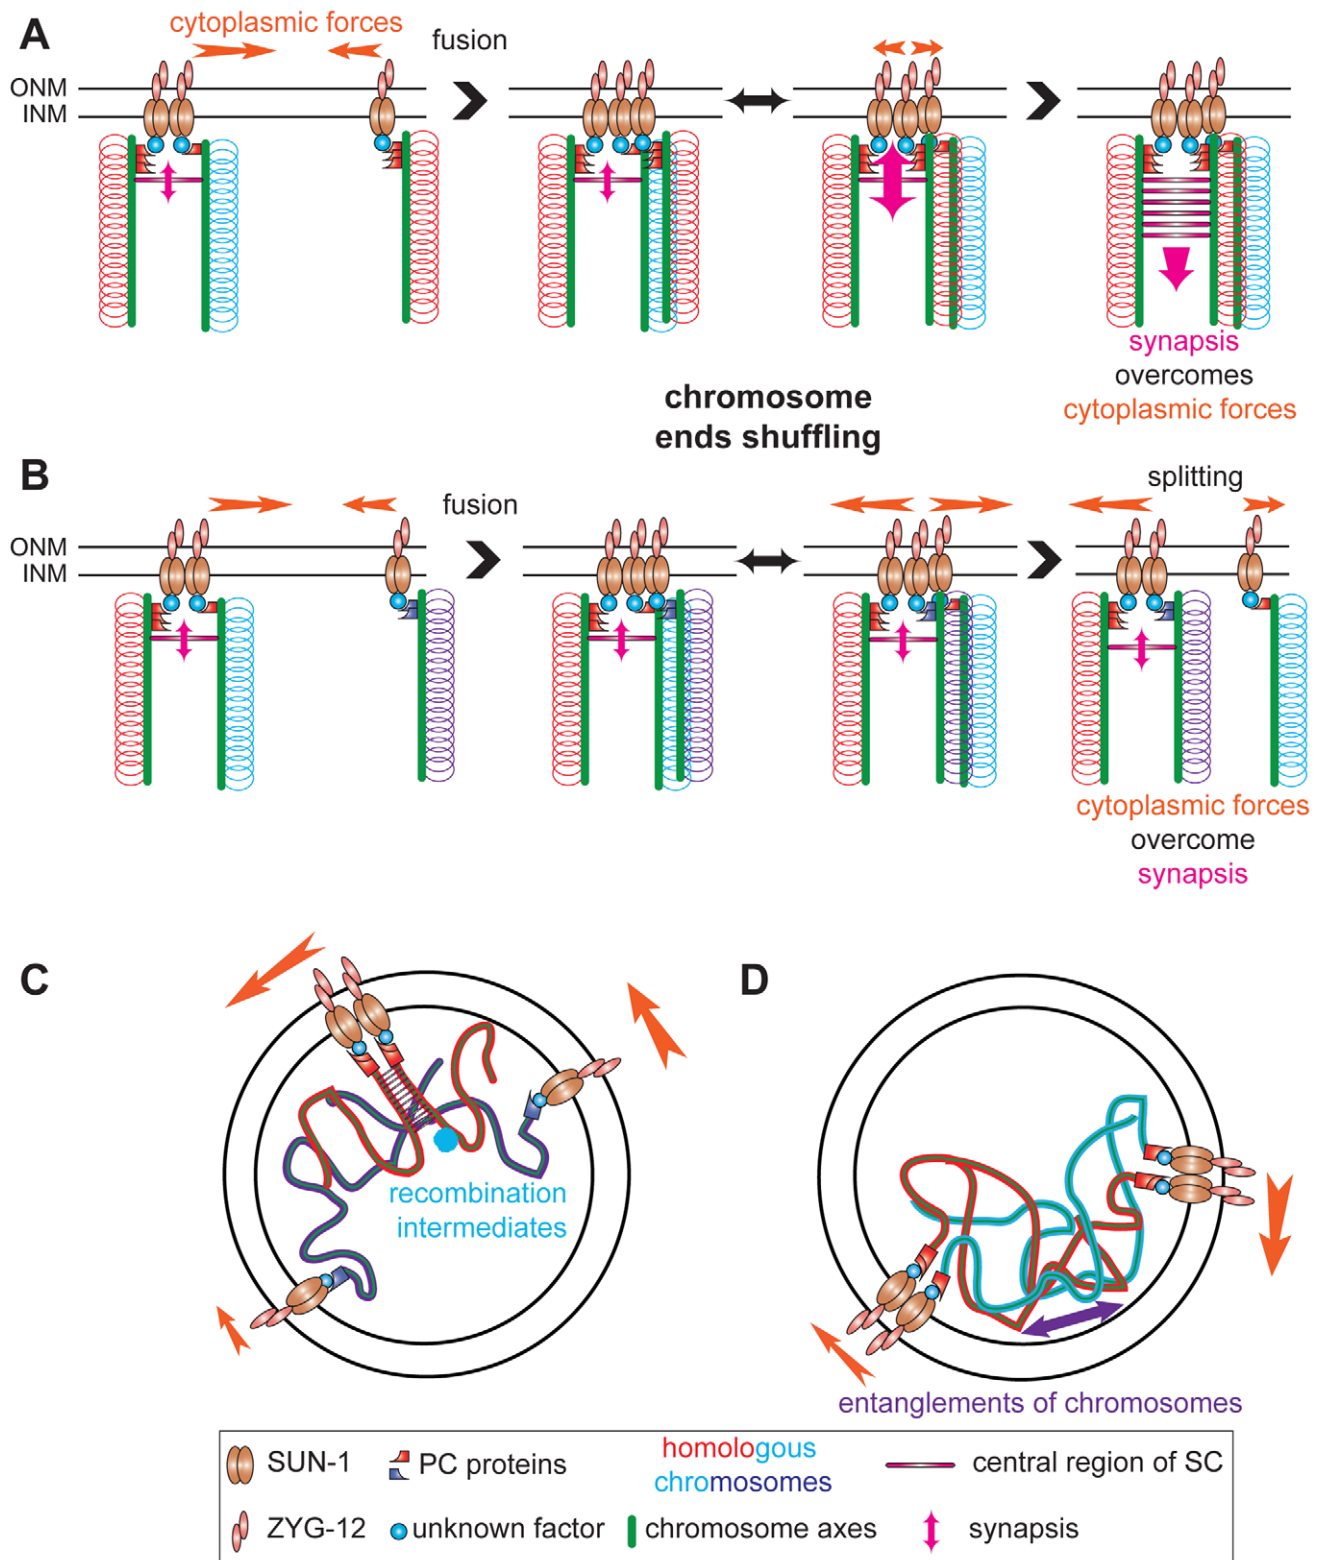 A
cytoplasmic forces
fusion
ONM
INM
synapsis
overcomes
cytoplasmic forces
chromosome
ends shuffling
B
fusion
splitting
ONM
INM
cytoplasmic forces
overcome
synapsis
C
D
recombination
intermediates
entanglements of chromosomes
SUN-1
PC proteins
homologous
chromosomes
central region of SC
ZYG-12
unknown factor
chromosome axes
synapsis